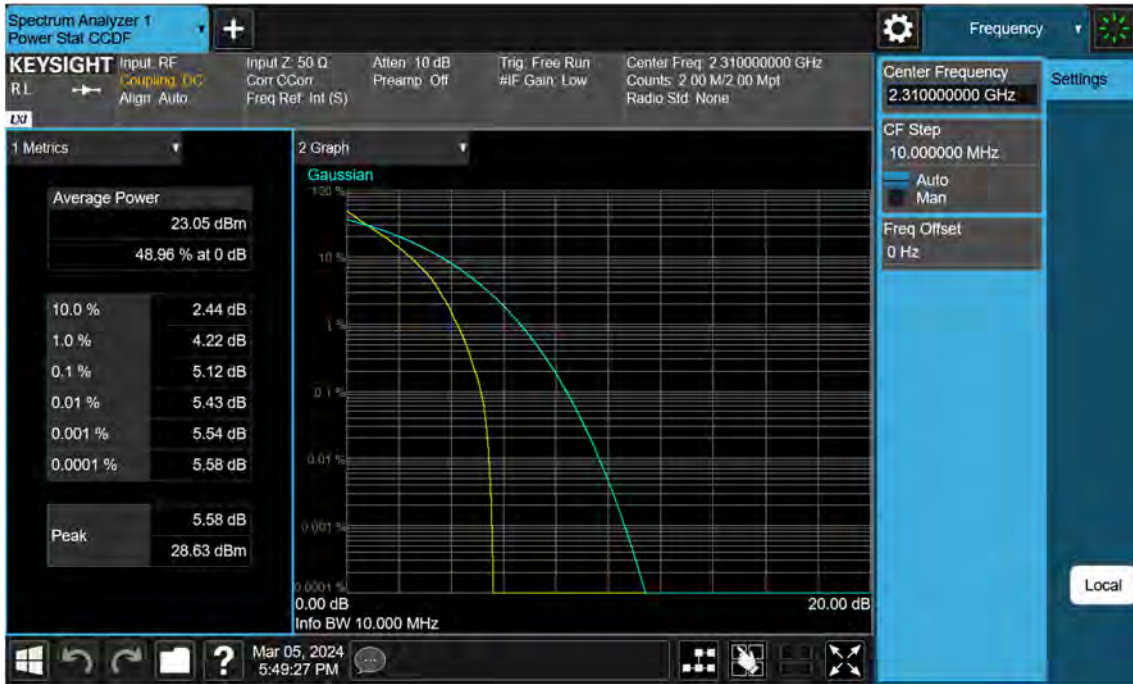 Spectrum Analyzer 1
Power Stat CCDF
Frequency
KEYSIGHT
R L
LXI
Input: RF
Coupling: DC
Align: Auto
Input Z: 50 Ω
Corr CCorr
Freq Ref: Int (S)
Atten: 10 dB
Preamp: Off
Trig: Free Run
#IF Gain: Low
Center Freq: 2.310000000 GHz
Counts: 2.00 M/2.00 Mpt
Radio Std: None
Center Frequency
2.310000000 GHz
Settings
CF Step
10.000000 MHz
Auto
Man
Freq Offset
0 Hz
1 Metrics
Average Power
23.05 dBm
48.96 % at 0 dB
10.0 % 2.44 dB
1.0 % 4.22 dB
0.1 % 5.12 dB
0.01 % 5.43 dB
0.001 % 5.54 dB
0.0001 % 5.58 dB
Peak
5.58 dB
28.63 dBm
2 Graph
Gaussian
100 %
10 %
1 %
0.1 %
0.01 %
0.001 %
0.0001 %
0.00 dB 20.00 dB
Info BW 10.000 MHz
Local
?
Mar 05, 2024
5:49:27 PM